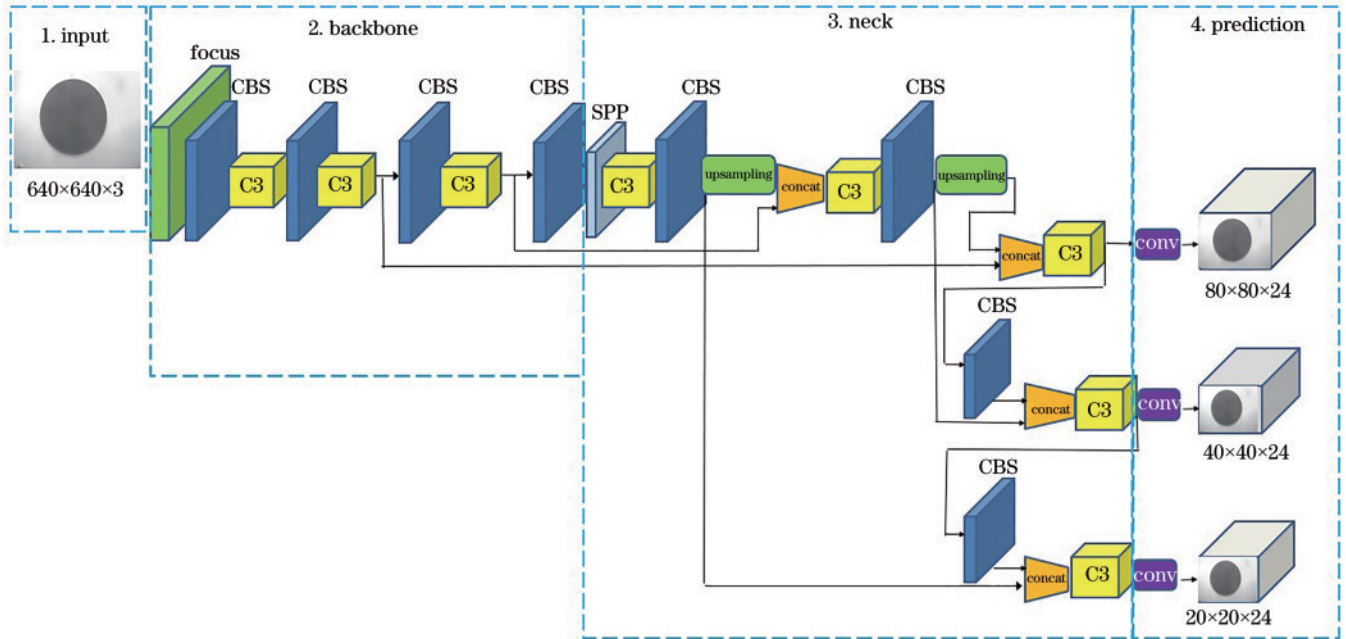 1. input
2. backbone
3. neck
4. prediction
focus
CBS
CBS
CBS
CBS
SPP
CBS
CBS
C3
C3
C3
C3
upsampling
concat
C3
upsampling
640×640×3
concat
C3
conv
80×80×24
CBS
concat
C3
conv
40×40×24
CBS
concat
C3
conv
20×20×24